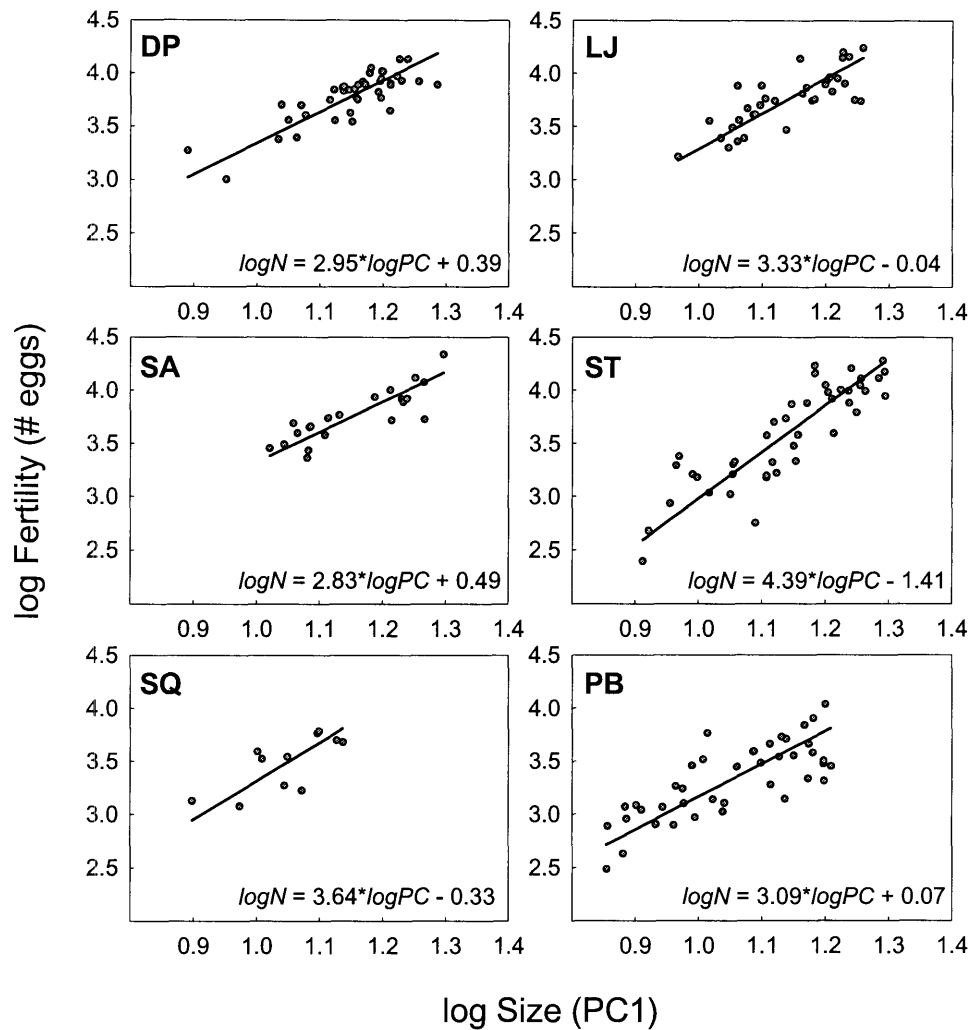 DP
4.5
4.0
3.5
3.0
2.5
logN = 2.95*logPC + 0.39
0.9 1.0 1.1 1.2 1.3 1.4
LJ
4.5
4.0
3.5
3.0
2.5
logN = 3.33*logPC - 0.04
0.9 1.0 1.1 1.2 1.3 1.4
log Fertility (# eggs)
SA
4.5
4.0
3.5
3.0
2.5
logN = 2.83*logPC + 0.49
0.9 1.0 1.1 1.2 1.3 1.4
ST
4.5
4.0
3.5
3.0
2.5
logN = 4.39*logPC - 1.41
0.9 1.0 1.1 1.2 1.3 1.4
SQ
4.5
4.0
3.5
3.0
2.5
logN = 3.64*logPC - 0.33
0.9 1.0 1.1 1.2 1.3 1.4
PB
4.5
4.0
3.5
3.0
2.5
logN = 3.09*logPC + 0.07
0.9 1.0 1.1 1.2 1.3 1.4
log Size (PC1)